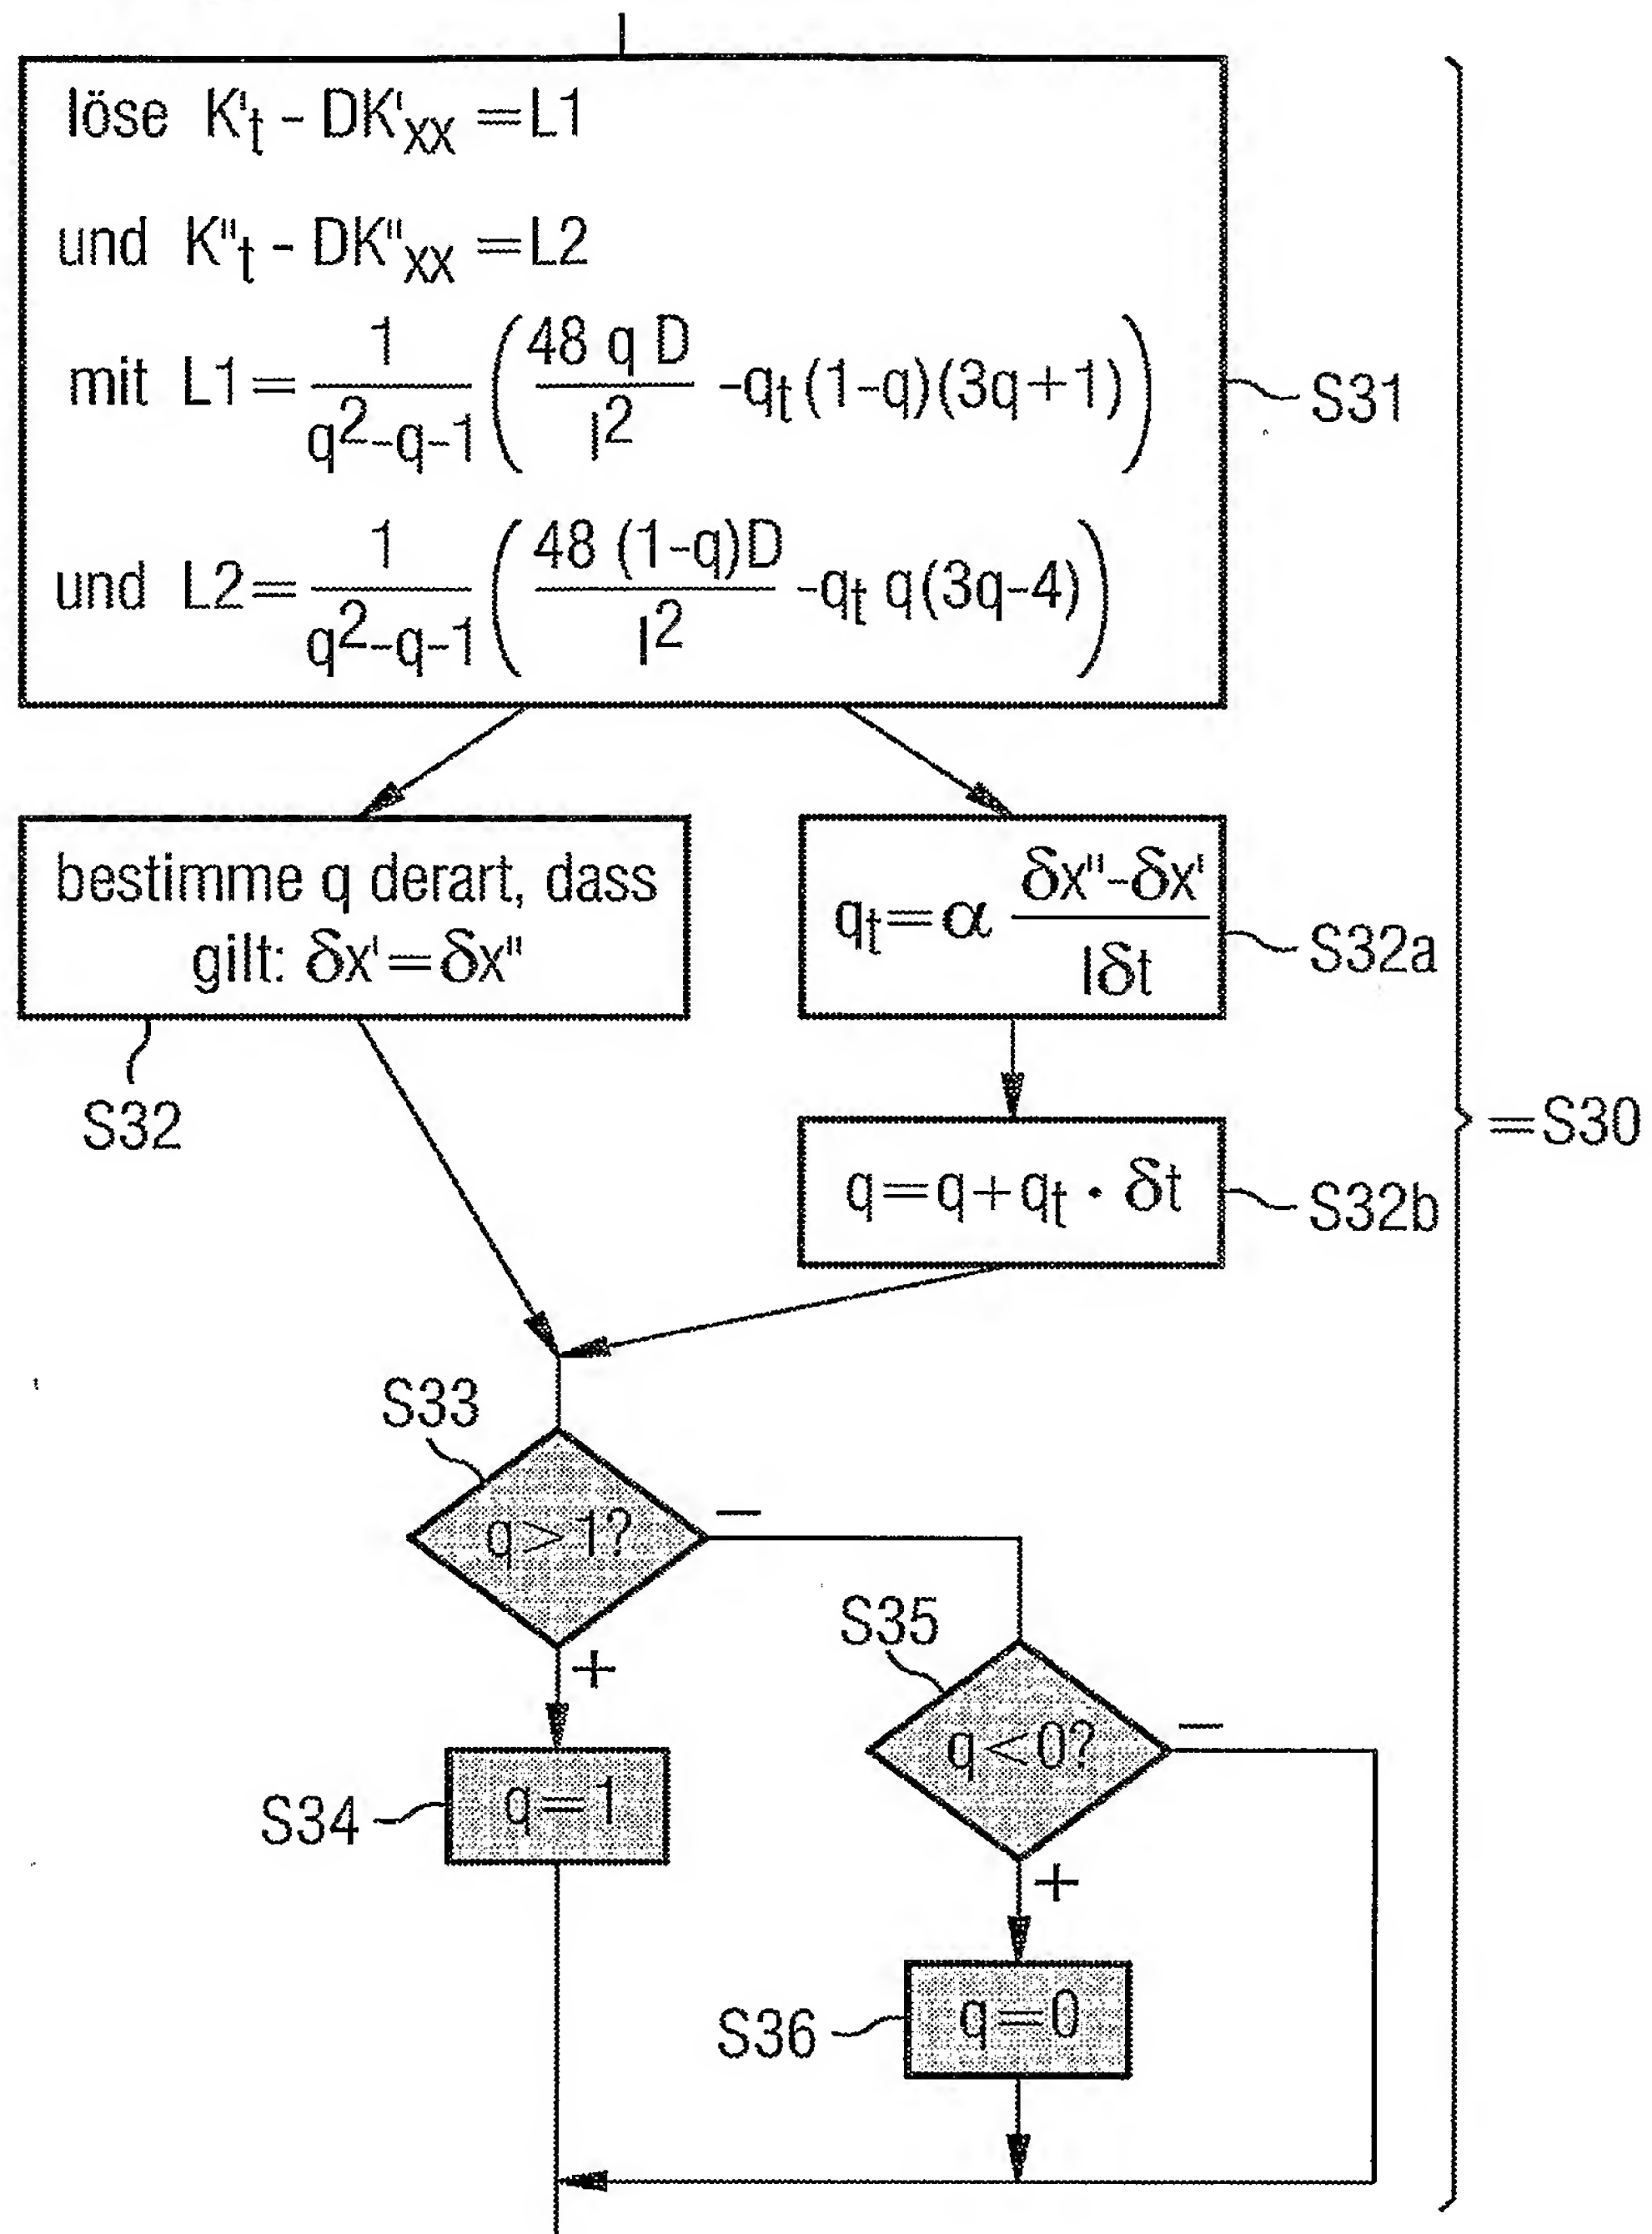 löse K't - DK'xx = L1
und K''t - DK''xx = L2
mit L1 = 1/(q²-q-1) (48 q D/l² -qt (1-q)(3q+1))
S31
und L2 = 1/(q²-q-1) (48 (1-q)D/l² -qt q(3q-4))
bestimme q derart, dass
gilt: δx' = δx''
S32
qt = α (δx''-δx')/(lδt)
S32a
= S30
q = q + qt · δt
S32b
S33
q > 1?
−
+
S35
q < 0?
−
+
S34
q = 1
S36
q = 0